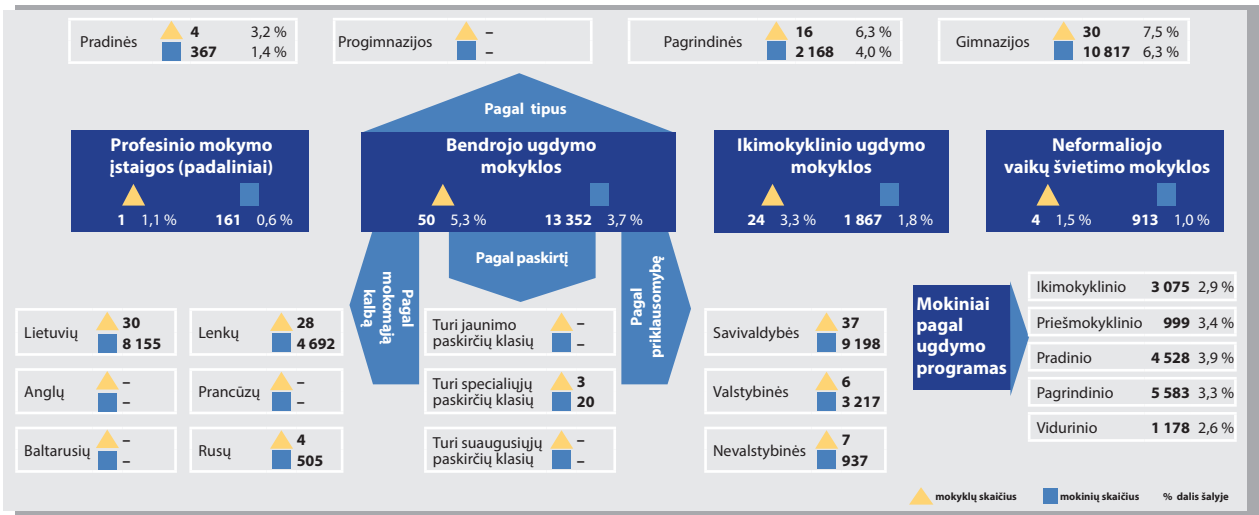 Pradinės
4 3,2 %
367 1,4 %
Progimnazijos
–
–
Pagrindinės
16 6,3 %
2 168 4,0 %
Gimnazijos
30 7,5 %
10 817 6,3 %
Pagal tipus
Profesinio mokymo
įstaigos (padaliniai)
1 1,1 % 161 0,6 %
Bendrojo ugdymo
mokyklos
50 5,3 % 13 352 3,7 %
Ikimokyklinio ugdymo
mokyklos
24 3,3 % 1 867 1,8 %
Neformaliojo
vaikų švietimo mokyklos
4 1,5 % 913 1,0 %
Pagal
mokomąją
kalbą
Pagal paskirtį
Pagal
priklausomybę
Lietuvių
30
8 155
Lenkų
28
4 692
Anglų
–
–
Prancūzų
–
–
Baltarusių
–
–
Rusų
4
505
Turi jaunimo
paskirčių klasių
–
–
Turi specialiųjų
paskirčių klasių
3
20
Turi suaugusiųjų
paskirčių klasių
–
–
Savivaldybės
37
9 198
Valstybinės
6
3 217
Nevalstybinės
7
937
Mokiniai
pagal
ugdymo
programas
Ikimokyklinio 3 075 2,9 %
Priešmokyklinio 999 3,4 %
Pradinio 4 528 3,9 %
Pagrindinio 5 583 3,3 %
Vidurinio 1 178 2,6 %
mokyklų skaičius mokinių skaičius % dalis šalyje